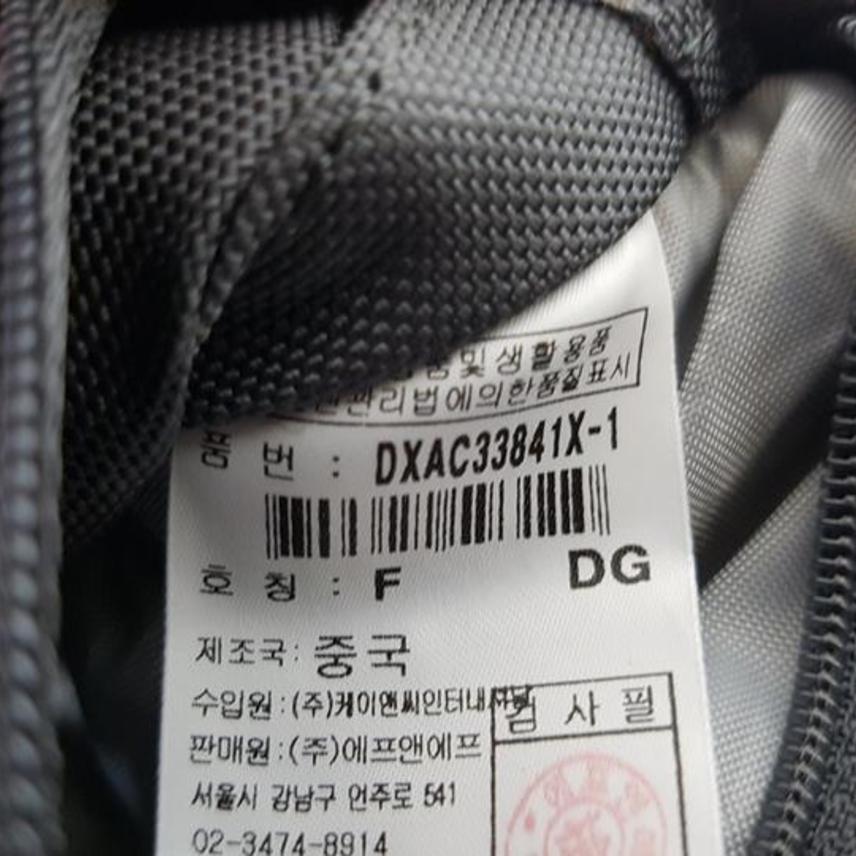 및 생활용품
관리법에의한품질표시
품 번 : DXAC33841X-1
호 칭 : F DG
제조국: 중국
수입원 : (주)케이앤씨인터내셔날
검 사 필
판매원 : (주)에프앤에프
서울시 강남구 언주로 541
02-3474-8914